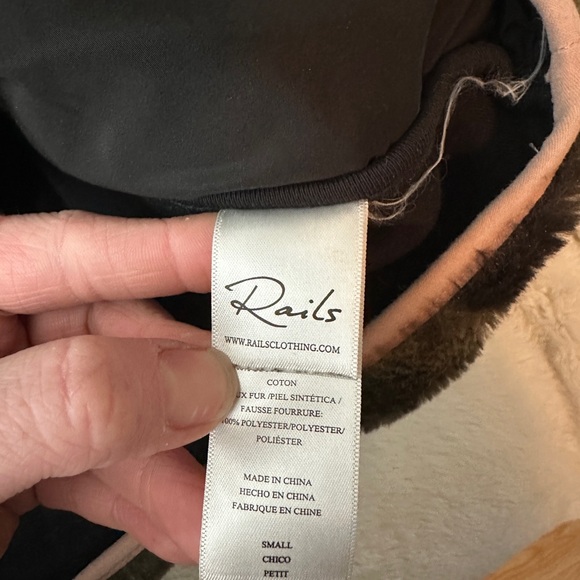 Rails
WWW.RAILSCLOTHING.COM
COTON
FUR /PIEL SINTÉTICA /
FAUSSE FOURRURE:
POLYESTER/POLYESTER/
POLIÉSTER
MADE IN CHINA
HECHO EN CHINA
FABRIQUE EN CHINE
SMALL
CHICO
PETIT